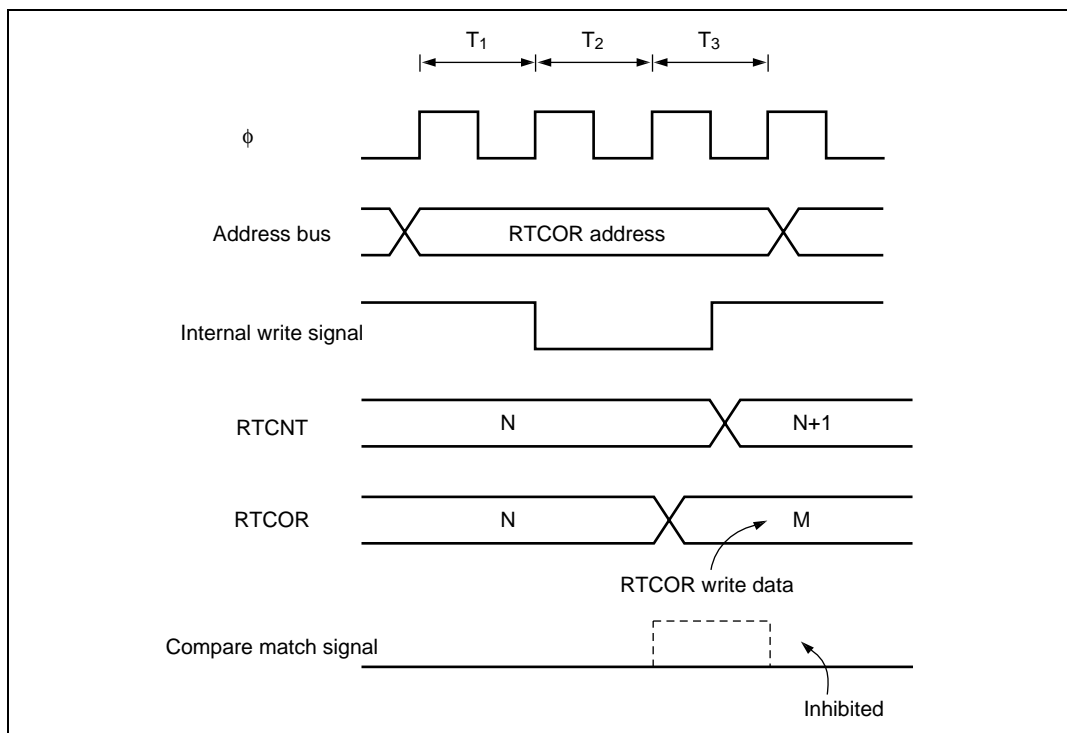 T1 T2 T3
φ
Address bus RTCOR address
Internal write signal
RTCNT N N+1
RTCOR N M
RTCOR write data
Compare match signal
Inhibited